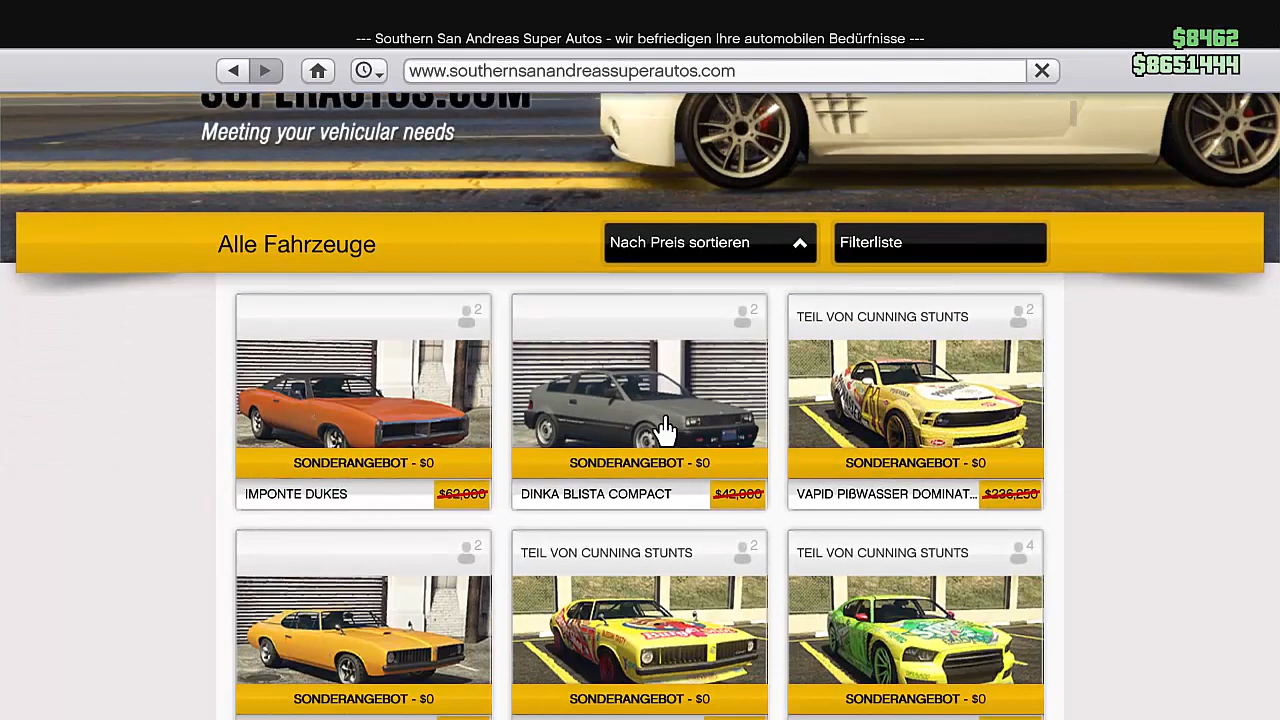 --- Southern San Andreas Super Autos - wir befriedigen Ihre automobilen Bedürfnisse ---
$8462
$8651444
www.southernsanandreassuperautos.com
SUPERAUTOS.COM
Meeting your vehicular needs
Alle Fahrzeuge
Nach Preis sortieren
Filterliste
2
2
TEIL VON CUNNING STUNTS 2
SONDERANGEBOT - $0
SONDERANGEBOT - $0
SONDERANGEBOT - $0
IMPONTE DUKES $62,000
DINKA BLISTA COMPACT $42,000
VAPID PIßWASSER DOMINAT... $236,250
2
TEIL VON CUNNING STUNTS 2
TEIL VON CUNNING STUNTS 4
SONDERANGEBOT - $0
SONDERANGEBOT - $0
SONDERANGEBOT - $0